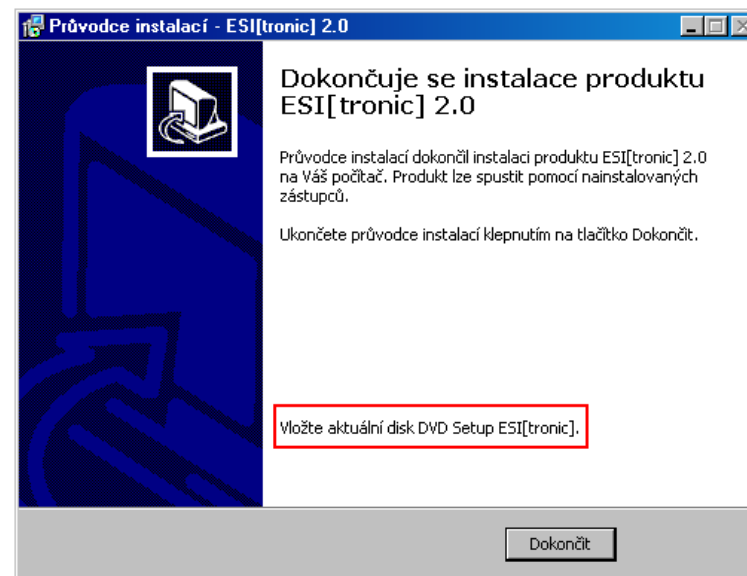 Průvodce instalací - ESI[tronic] 2.0
Dokončuje se instalace produktu
ESI[tronic] 2.0
Průvodce instalací dokončil instalaci produktu ESI[tronic] 2.0
na Váš počítač. Produkt lze spustit pomocí nainstalovaných
zástupců.
Ukončete průvodce instalací klepnutím na tlačítko Dokončit.
Vložte aktuální disk DVD Setup ESI[tronic].
Dokončit